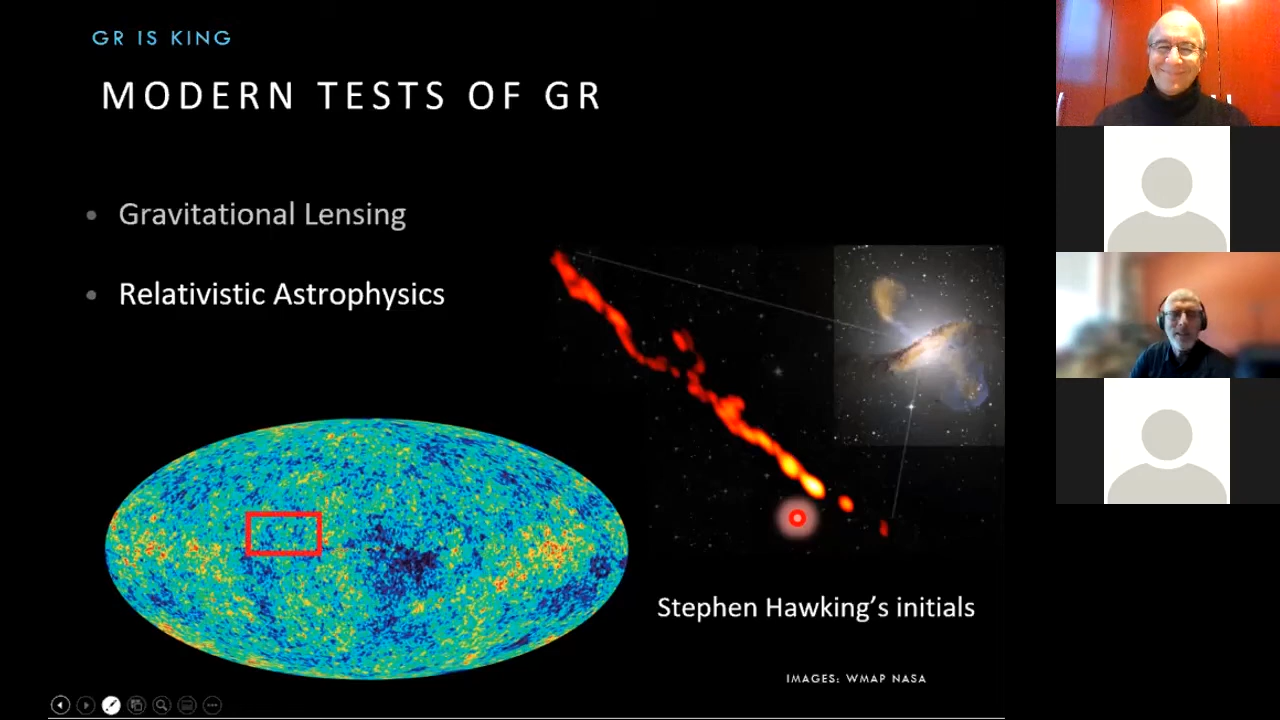 GR IS KING
MODERN TESTS OF GR
• Gravitational Lensing
• Relativistic Astrophysics
Stephen Hawking's initials
IMAGES: WMAP NASA